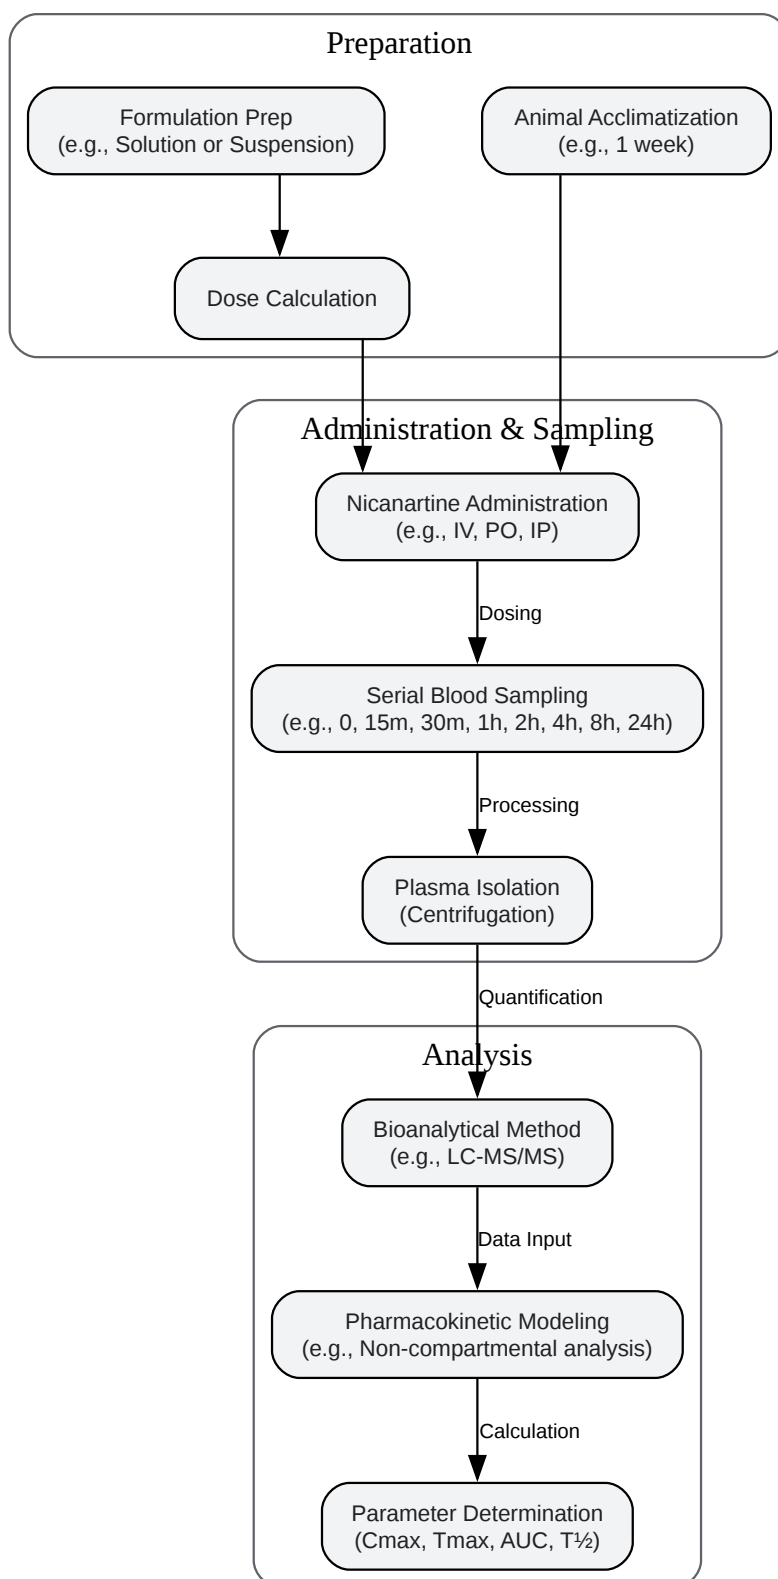 Preparation
Formulation Prep
(e.g., Solution or Suspension)
Animal Acclimatization
(e.g., 1 week)
Dose Calculation
Administration & Sampling
Nicanartine Administration
(e.g., IV, PO, IP)
Dosing
Serial Blood Sampling
(e.g., 0, 15m, 30m, 1h, 2h, 4h, 8h, 24h)
Processing
Plasma Isolation
(Centrifugation)
Quantification
Analysis
Bioanalytical Method
(e.g., LC-MS/MS)
Data Input
Pharmacokinetic Modeling
(e.g., Non-compartmental analysis)
Calculation
Parameter Determination
(Cmax, Tmax, AUC, T½)